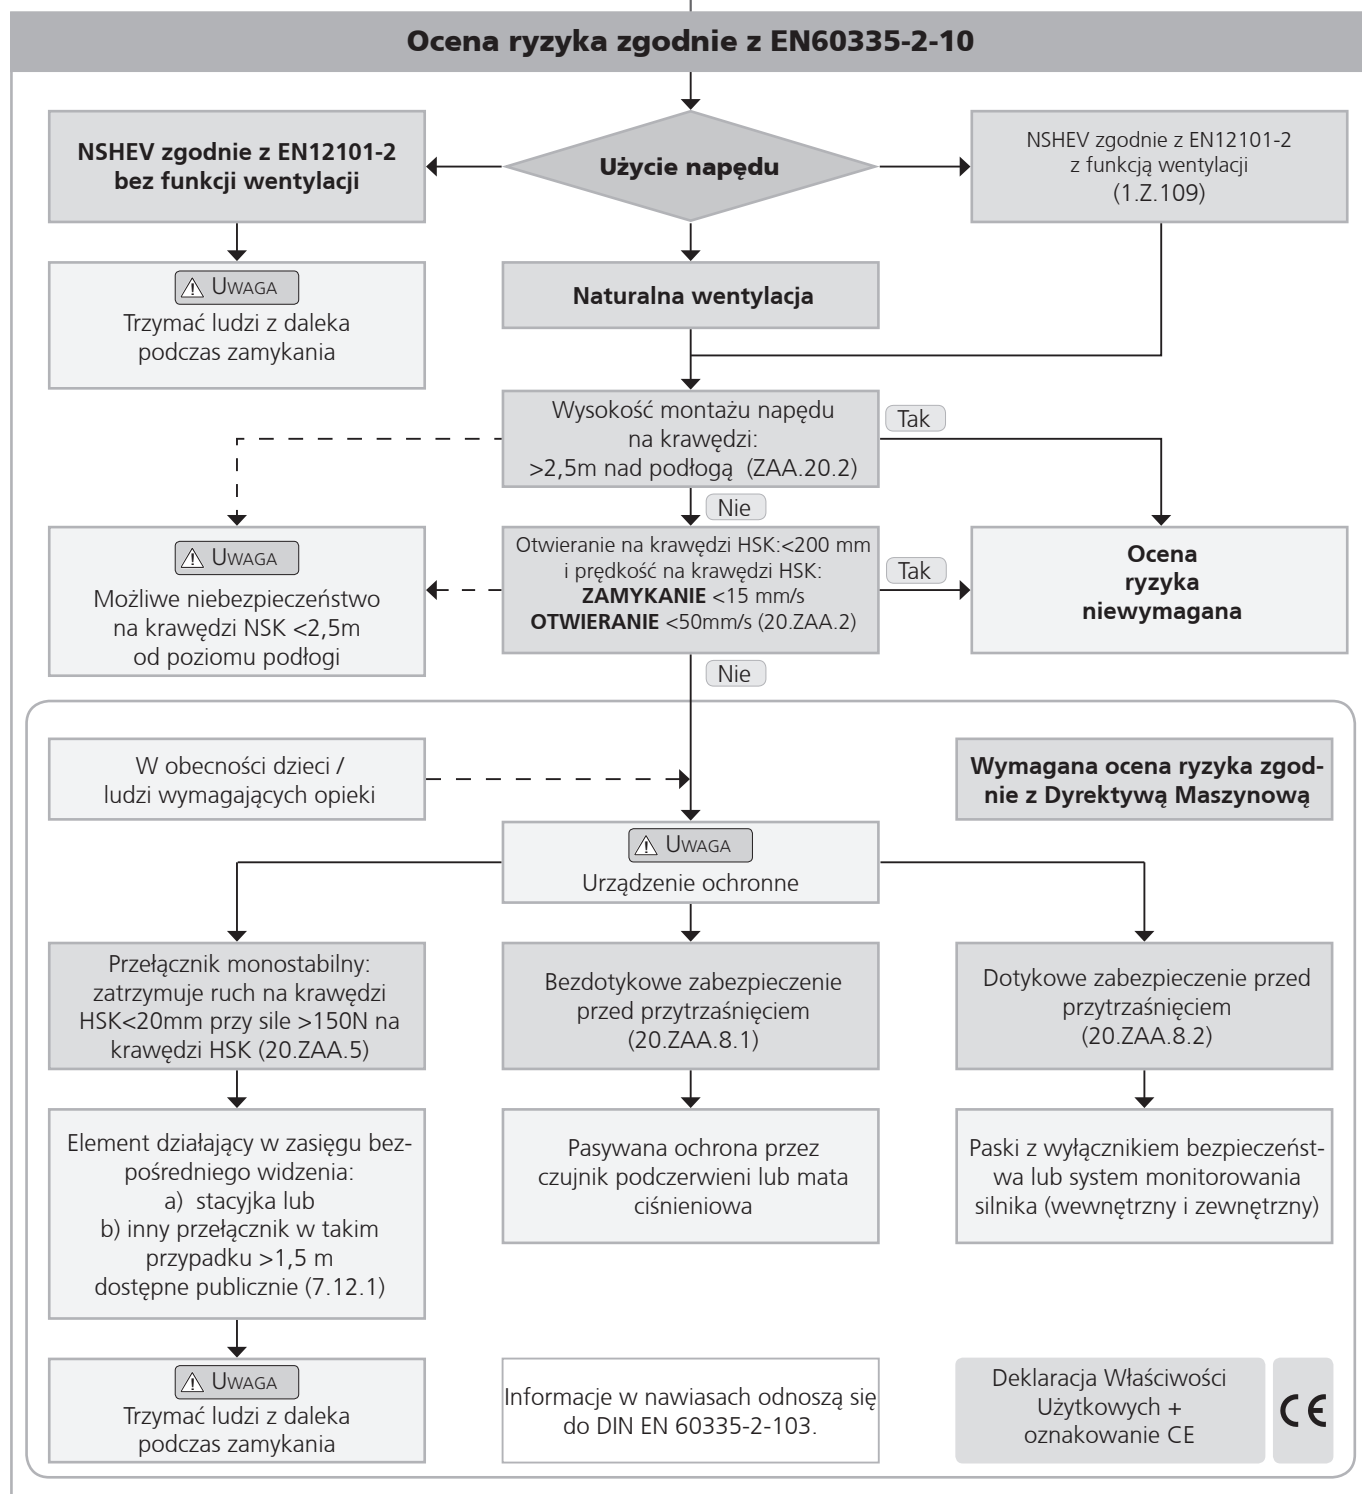 Ocena ryzyka zgodnie z EN60335-2-10
NSHEV zgodnie z EN12101-2
bez funkcji wentylacji
Użycie napędu
NSHEV zgodnie z EN12101-2
z funkcją wentylacji
(1.Z.109)
UWAGA
Trzymać ludzi z daleka
podczas zamykania
Naturalna wentylacja
Wysokość montażu napędu
na krawędzi:
>2,5m nad podłogą (ZAA.20.2)
Tak
Nie
UWAGA
Możliwe niebezpieczeństwo
na krawędzi NSK <2,5m
od poziomu podłogi
Otwieranie na krawędzi HSK:<200 mm
i prędkość na krawędzi HSK:
ZAMYKANIE <15 mm/s
OTWIERANIE <50mm/s (20.ZAA.2)
Tak
Ocena
ryzyka
niewymagana
Nie
W obecności dzieci /
ludzi wymagających opieki
Wymagana ocena ryzyka zgod-
nie z Dyrektywą Maszynową
UWAGA
Urządzenie ochronne
Przełącznik monostabilny:
zatrzymuje ruch na krawędzi
HSK<20mm przy sile >150N na
krawędzi HSK (20.ZAA.5)
Bezdotykowe zabezpieczenie
przed przytrzaśnięciem
(20.ZAA.8.1)
Dotykowe zabezpieczenie przed
przytrzaśnięciem
(20.ZAA.8.2)
Element działający w zasięgu bez-
pośredniego widzenia:
a) stacyjka lub
b) inny przełącznik w takim
przypadku >1,5 m
dostępne publicznie (7.12.1)
Pasywana ochrona przez
czujnik podczerwieni lub mata
ciśnieniowa
Paski z wyłącznikiem bezpieczeńst-
wa lub system monitorowania
silnika (wewnętrzny i zewnętrzny)
UWAGA
Trzymać ludzi z daleka
podczas zamykania
Informacje w nawiasach odnoszą się
do DIN EN 60335-2-103.
Deklaracja Właściwości
Użytkowych +
oznakowanie CE
CE